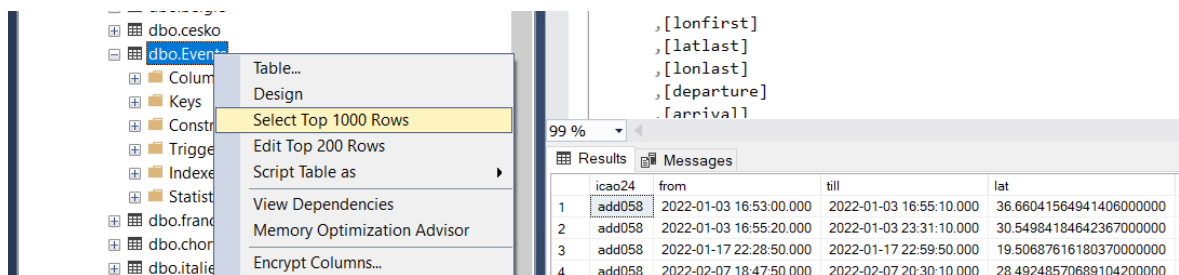 dbo.cesko
dbo.Events
Colum
Keys
Constr
Trigge
Indexe
Statist
dbo.franc
dbo.chor
dbo.italie
Table...
Design
Select Top 1000 Rows
Edit Top 200 Rows
Script Table as
View Dependencies
Memory Optimization Advisor
Encrypt Columns...
,[lonfirst]
,[latlast]
,[lonlast]
,[departure]
,[arrival]
99 %
Results Messages
icao24 from till lat
1 add058 2022-01-03 16:53:00.000 2022-01-03 16:55:10.000 36.66041564941406000000
2 add058 2022-01-03 16:55:20.000 2022-01-03 23:31:10.000 30.54984184642367000000
3 add058 2022-01-17 22:28:50.000 2022-01-17 22:59:50.000 19.50687616180370000000
4 add058 2022-02-07 18:47:50.000 2022-02-07 20:30:10.000 28.49248570689104200000